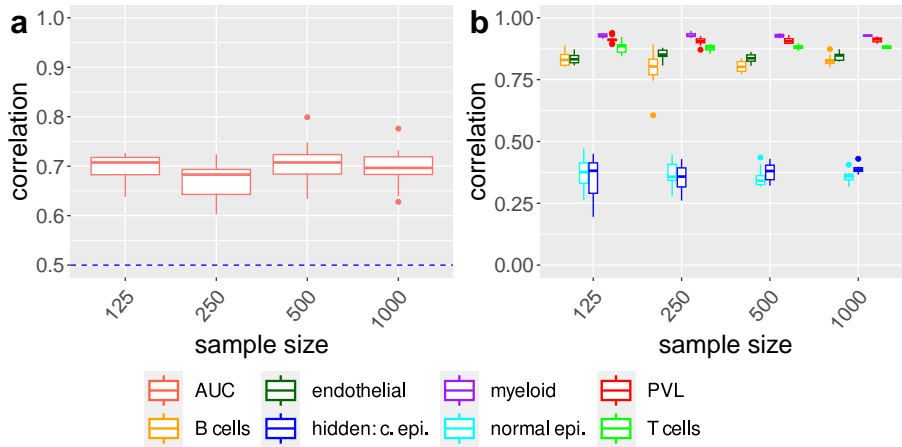 a
correlation
1.0
0.9
0.8
0.7
0.6
0.5
125
250
500
1000
sample size
b
correlation
1.00
0.75
0.50
0.25
0.00
125
250
500
1000
sample size
AUC
endothelial
myeloid
PVL
B cells
hidden: c. epi.
normal epi.
T cells